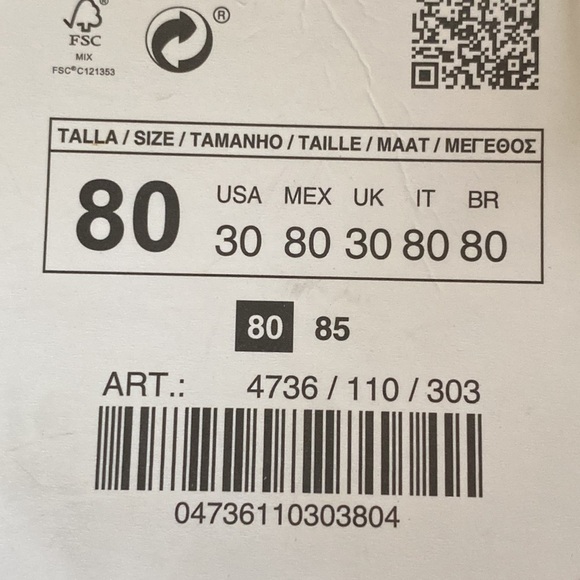 FSC®
MIX
FSC® C121353
®
TALLA / SIZE / TAMANHO / TAILLE / MAAT / ΜΕΓΕΘΟΣ
80
USA MEX UK IT BR
30 80 30 80 80
80 85
ART.: 4736 / 110 / 303
04736110303804